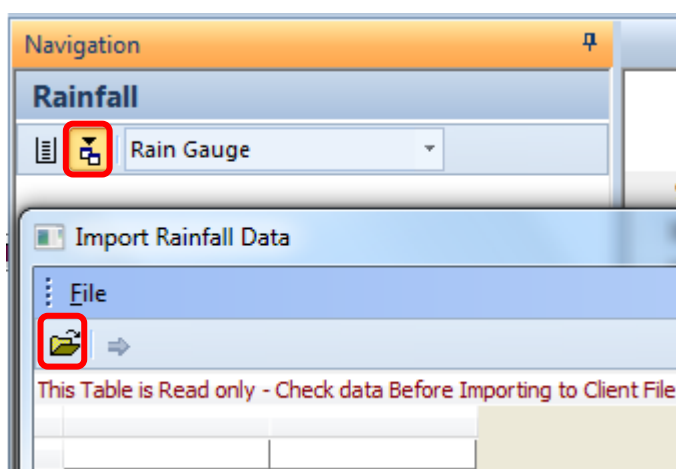 Navigation
Rainfall
Rain Gauge
Import Rainfall Data
File
This Table is Read only - Check data Before Importing to Client File